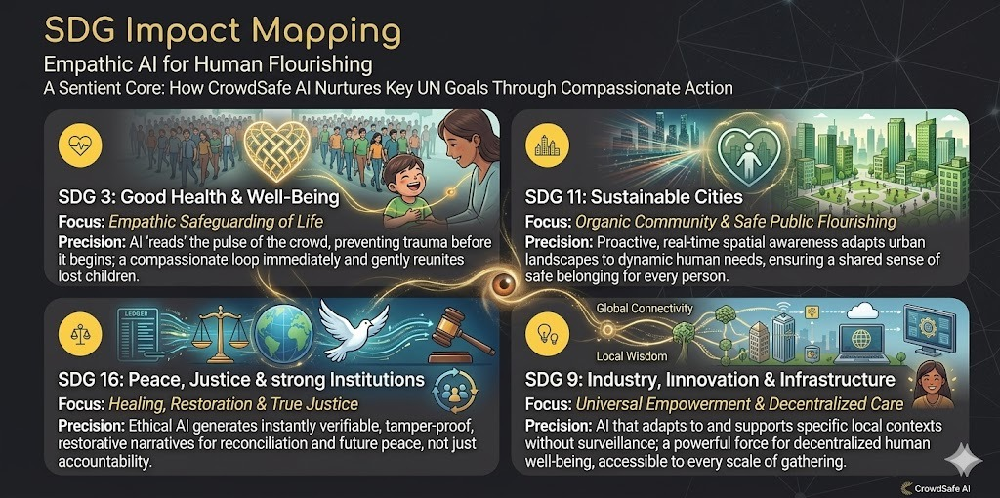 SDG Impact Mapping
Empathic AI for Human Flourishing
A Sentient Core: How CrowdSafe AI Nurtures Key UN Goals Through Compassionate Action
SDG 3: Good Health & Well-Being
Focus: Empathic Safeguarding of Life
Precision: AI 'reads' the pulse of the crowd, preventing trauma before
it begins; a compassionate loop immediately and gently reunites
lost children.
SDG 11: Sustainable Cities
Focus: Organic Community & Safe Public Flourishing
Precision: Proactive, real-time spatial awareness adapts urban
landscapes to dynamic human needs, ensuring a shared sense of
safe belonging for every person.
LEDGER
SDG 16: Peace, Justice & strong Institutions
Focus: Healing, Restoration & True Justice
Precision: Ethical AI generates instantly verifiable, tamper-proof,
restorative narratives for reconciliation and future peace, not just
accountability.
Global Connectivity
Local Wisdom
SDG 9: Industry, Innovation & Infrastructure
Focus: Universal Empowerment & Decentralized Care
Precision: AI that adapts to and supports specific local contexts
without surveillance; a powerful force for decentralized human
well-being, accessible to every scale of gathering.
CrowdSafe AI